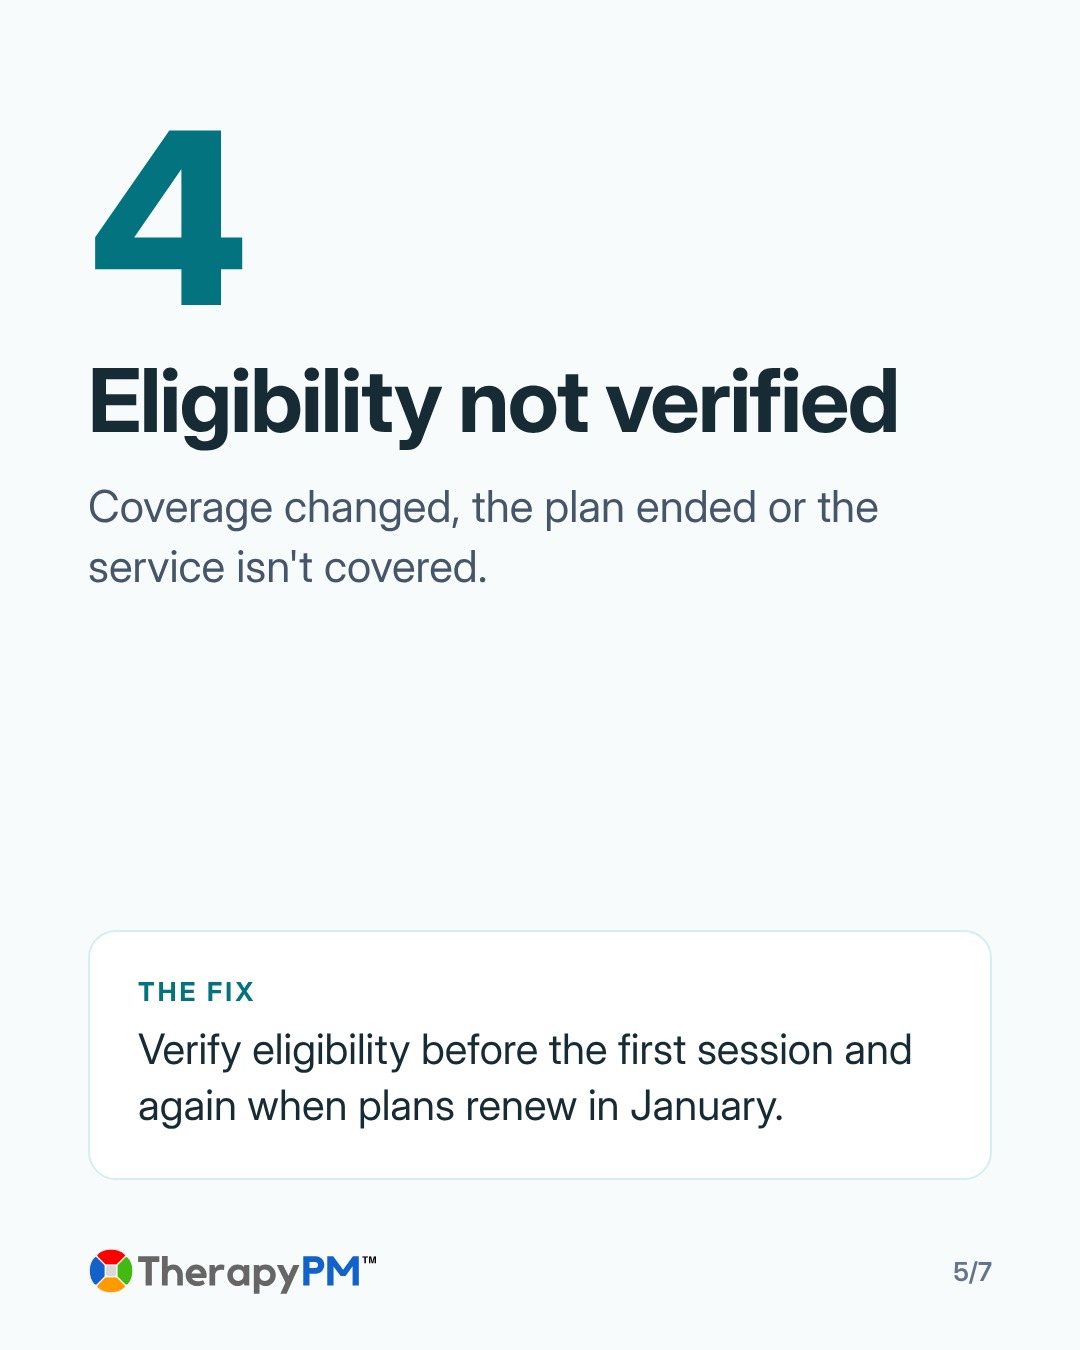 4
Eligibility not verified
Coverage changed, the plan ended or the
service isn't covered.
THE FIX
Verify eligibility before the first session and
again when plans renew in January.
TherapyPM™
5/7